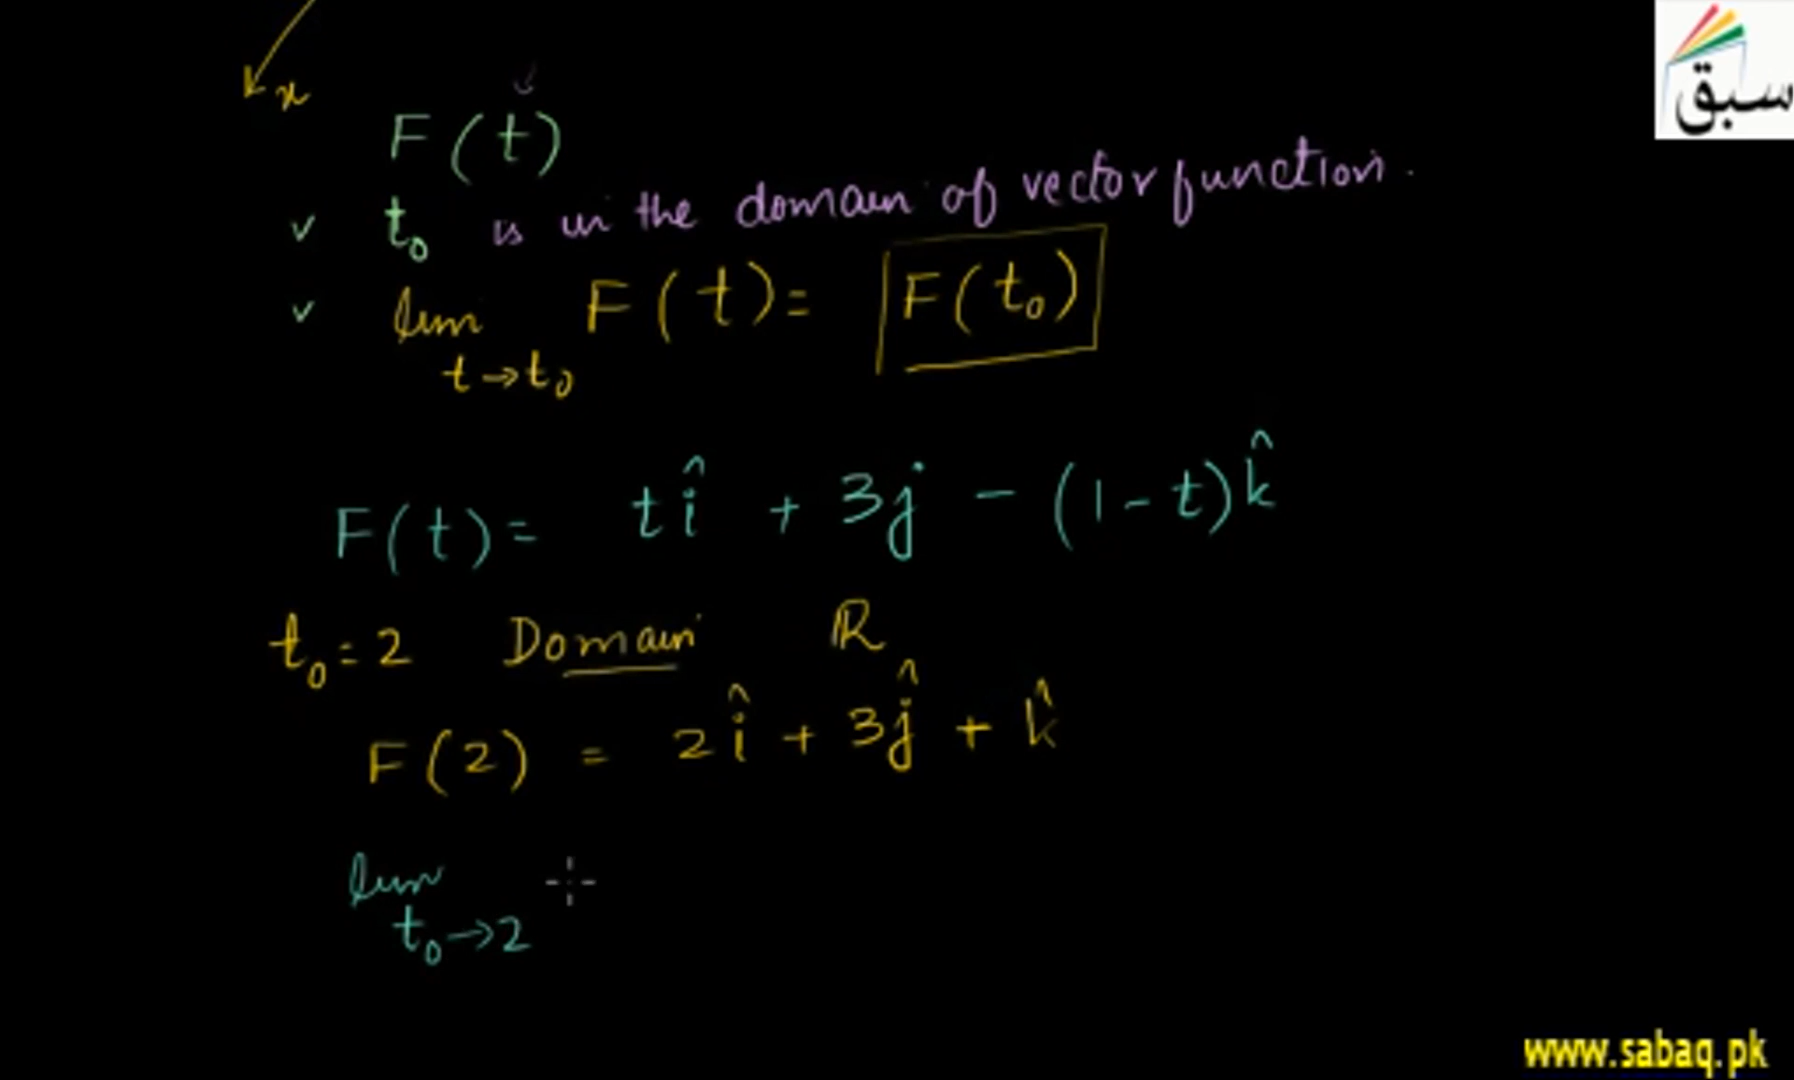 x
F(t)
سبق
✓ t₀ is in the domain of vector function.
✓ lim F(t) = F(t₀)
t→t₀
F(t) = t î + 3j - (1-t) k̂
t₀ = 2 Domain ℝ
F(2) = 2î + 3ĵ + k̂
lim
t₀→2
www.sabaq.pk